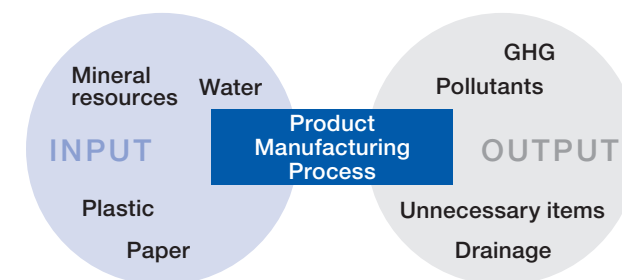 Mineral
resources
Water
INPUT
Plastic
Paper
Product
Manufacturing
Process
GHG
Pollutants
OUTPUT
Unnecessary items
Drainage